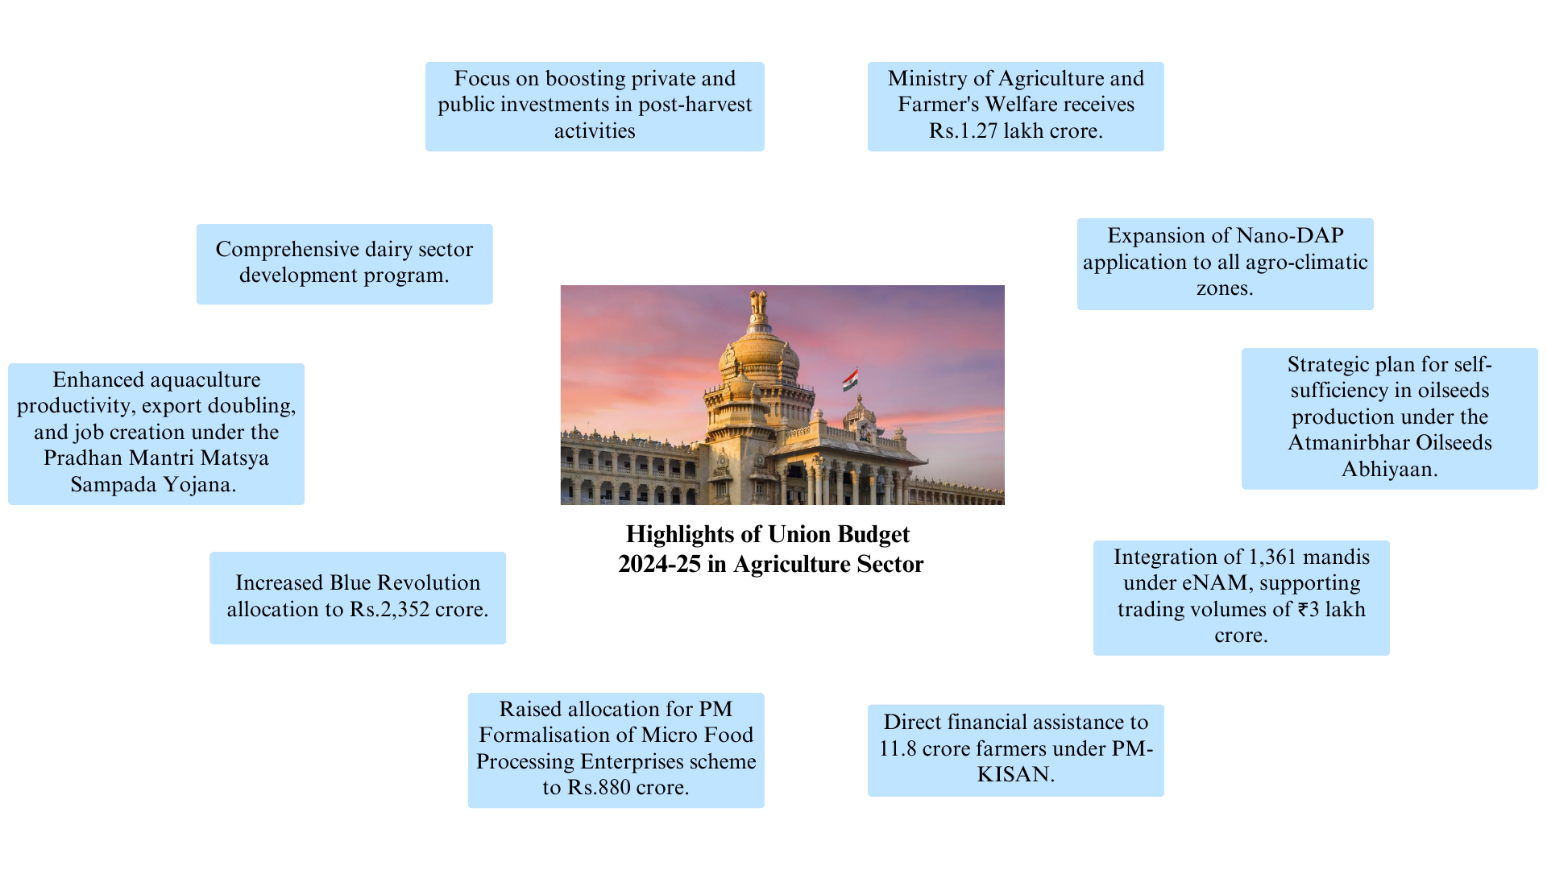 Focus on boosting private and
public investments in post-harvest
activities
Ministry of Agriculture and
Farmer's Welfare receives
Rs.1.27 lakh crore.
Comprehensive dairy sector
development program.
Expansion of Nano-DAP
application to all agro-climatic
zones.
Enhanced aquaculture
productivity, export doubling,
and job creation under the
Pradhan Mantri Matsya
Sampada Yojana.
Strategic plan for self-
sufficiency in oilseeds
production under the
Atmanirbhar Oilseeds
Abhiyaan.
Highlights of Union Budget
2024-25 in Agriculture Sector
Increased Blue Revolution
allocation to Rs.2,352 crore.
Integration of 1,361 mandis
under eNAM, supporting
trading volumes of ₹3 lakh
crore.
Raised allocation for PM
Formalisation of Micro Food
Processing Enterprises scheme
to Rs.880 crore.
Direct financial assistance to
11.8 crore farmers under PM-
KISAN.